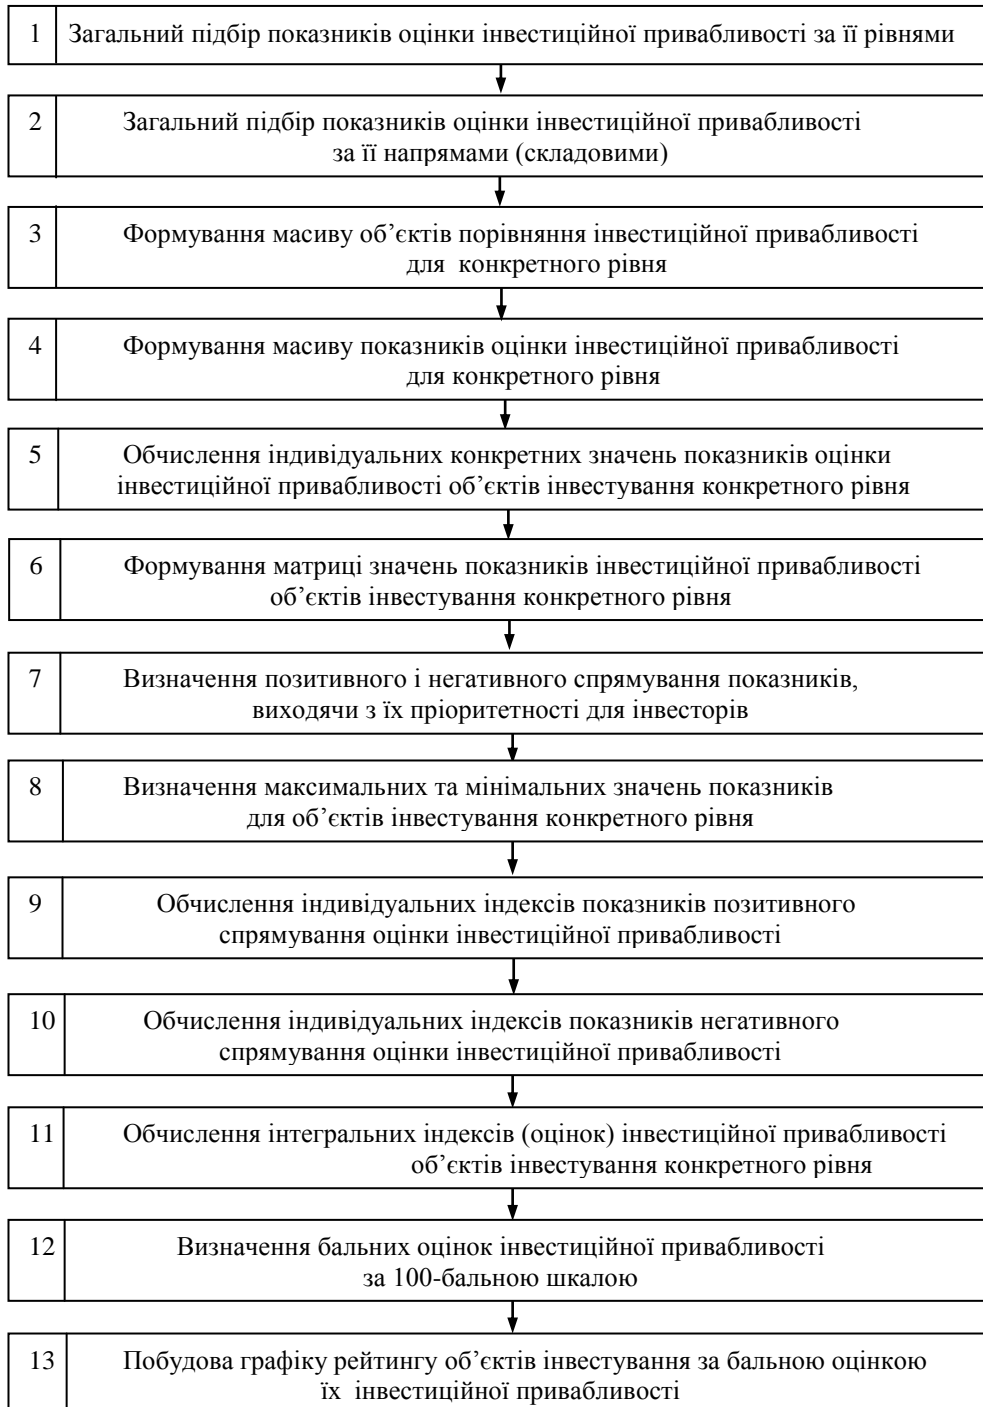 1 Загальний підбір показників оцінки інвестиційної привабливості за її рівнями
2 Загальний підбір показників оцінки інвестиційної привабливості
за її напрямами (складовими)
3 Формування масиву об’єктів порівняння інвестиційної привабливості
для конкретного рівня
4 Формування масиву показників оцінки інвестиційної привабливості
для конкретного рівня
5 Обчислення індивідуальних конкретних значень показників оцінки
інвестиційної привабливості об’єктів інвестування конкретного рівня
6 Формування матриці значень показників інвестиційної привабливості
об’єктів інвестування конкретного рівня
7 Визначення позитивного і негативного спрямування показників,
виходячи з їх пріоритетності для інвесторів
8 Визначення максимальних та мінімальних значень показників
для об’єктів інвестування конкретного рівня
9 Обчислення індивідуальних індексів показників позитивного
спрямування оцінки інвестиційної привабливості
10 Обчислення індивідуальних індексів показників негативного
спрямування оцінки інвестиційної привабливості
11 Обчислення інтегральних індексів (оцінок) інвестиційної привабливості
об’єктів інвестування конкретного рівня
12 Визначення бальних оцінок інвестиційної привабливості
за 100-бальною шкалою
13 Побудова графіку рейтингу об’єктів інвестування за бальною оцінкою
їх інвестиційної привабливості